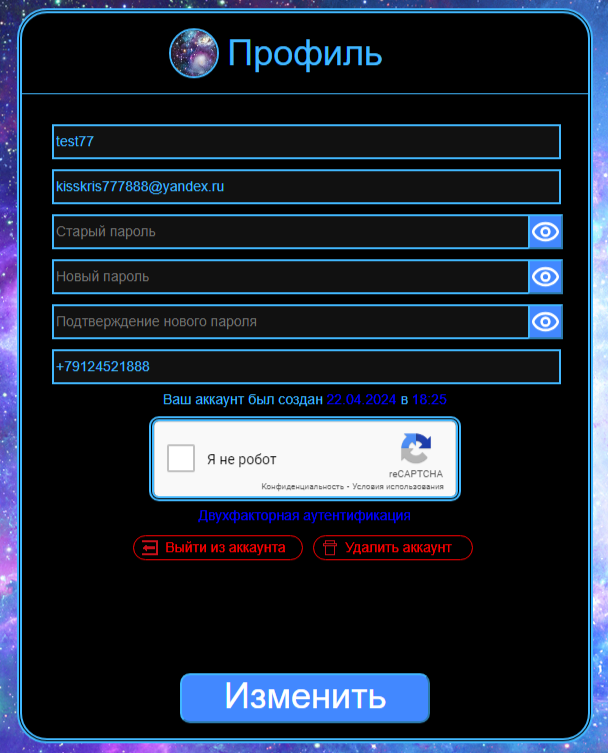 Профиль
test77
kisskris777888@yandex.ru
Старый пароль
Новый пароль
Подтверждение нового пароля
+79124521888
Ваш аккаунт был создан 22.04.2024 в 18:25
Я не робот
reCAPTCHA
Конфиденциальность - Условия использования
Двухфакторная аутентификация
Выйти из аккаунта Удалить аккаунт
Изменить